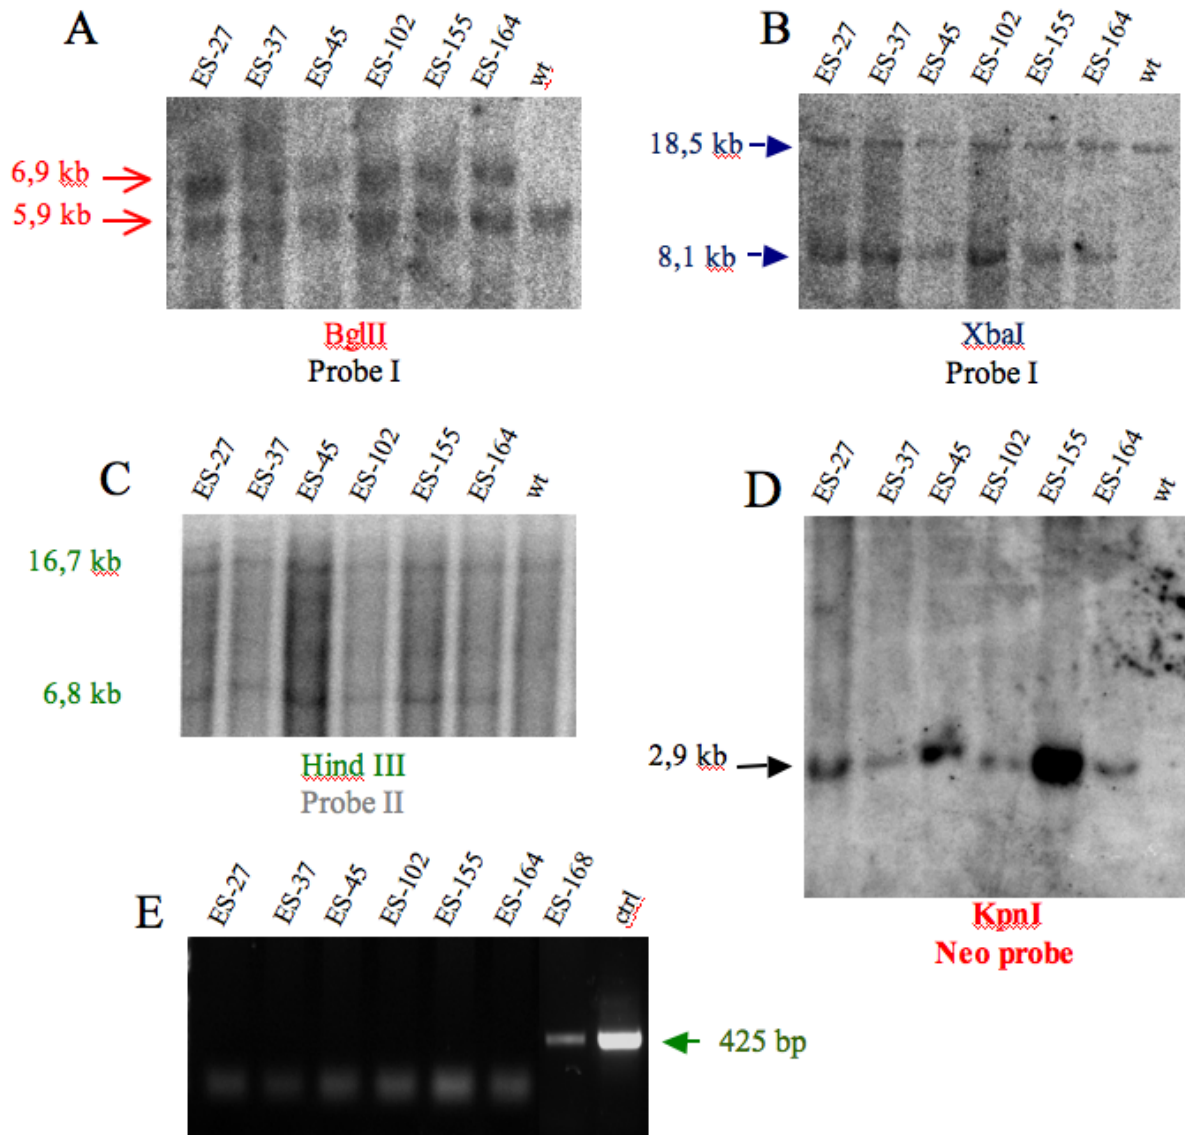 A
ES-27
ES-37
ES-45
ES-102
ES-155
ES-164
wt
6,9 kb
5,9 kb
BglII
Probe I
B
ES-27
ES-37
ES-45
ES-102
ES-155
ES-164
wt
18,5 kb
8,1 kb
XbaI
Probe I
C
ES-27
ES-37
ES-45
ES-102
ES-155
ES-164
wt
16,7 kb
6,8 kb
Hind III
Probe II
D
ES-27
ES-37
ES-45
ES-102
ES-155
ES-164
wt
2,9 kb
KpnI
Neo probe
E
ES-27
ES-37
ES-45
ES-102
ES-155
ES-164
ES-168
ctrl
425 bp